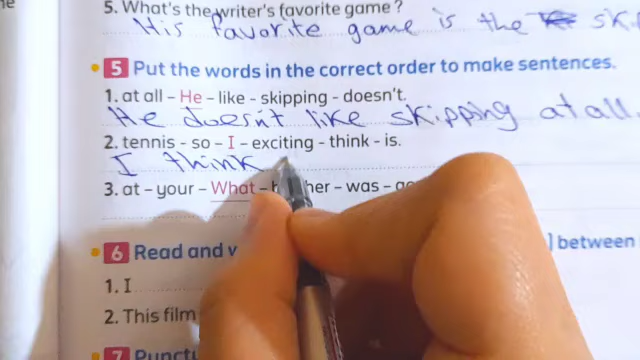 5. What's the writer's favorite game?
His favorite game is the
5 Put the words in the correct order to make sentences.
1. at all – He – like – skipping – doesn't.
He doesn't like skipping at all
2. tennis - so – I – exciting - think - is.
I think
3. at – your – What – was –
6 Read and between
1. I
2. This film
7